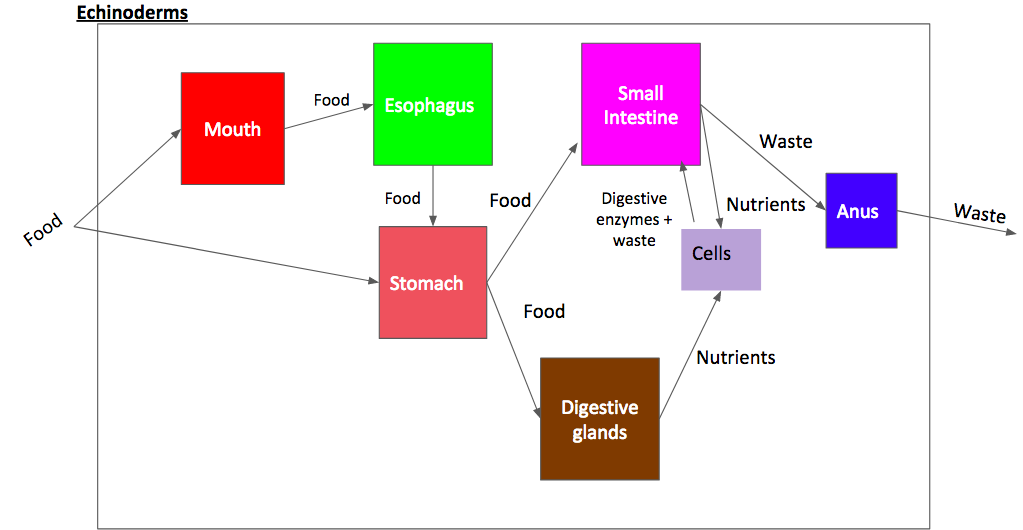 Echinoderms
Food
Mouth
Food
Esophagus
Food
Stomach
Food
Food
Small
Intestine
Digestive
enzymes +
waste
Nutrients
Cells
Digestive
glands
Nutrients
Waste
Anus
Waste